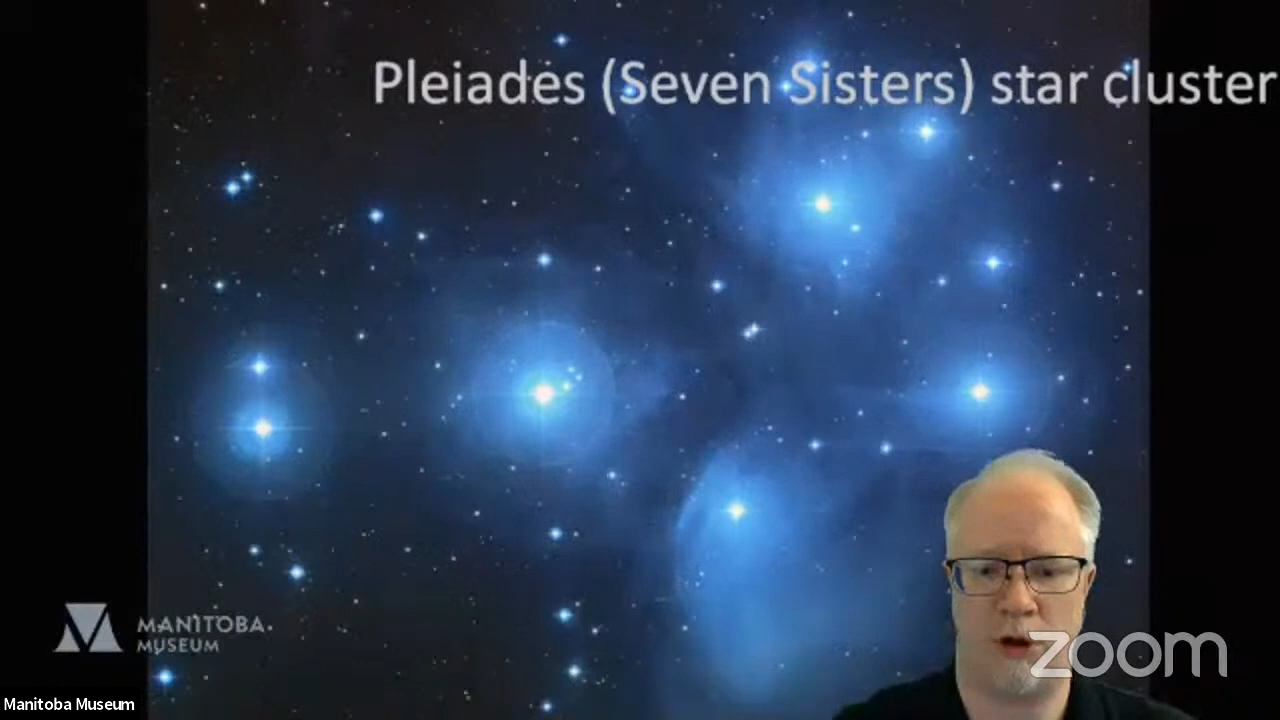 Pleiades (Seven Sisters) star cluster
MANITOBA
MUSEUM
zoom
Manitoba Museum